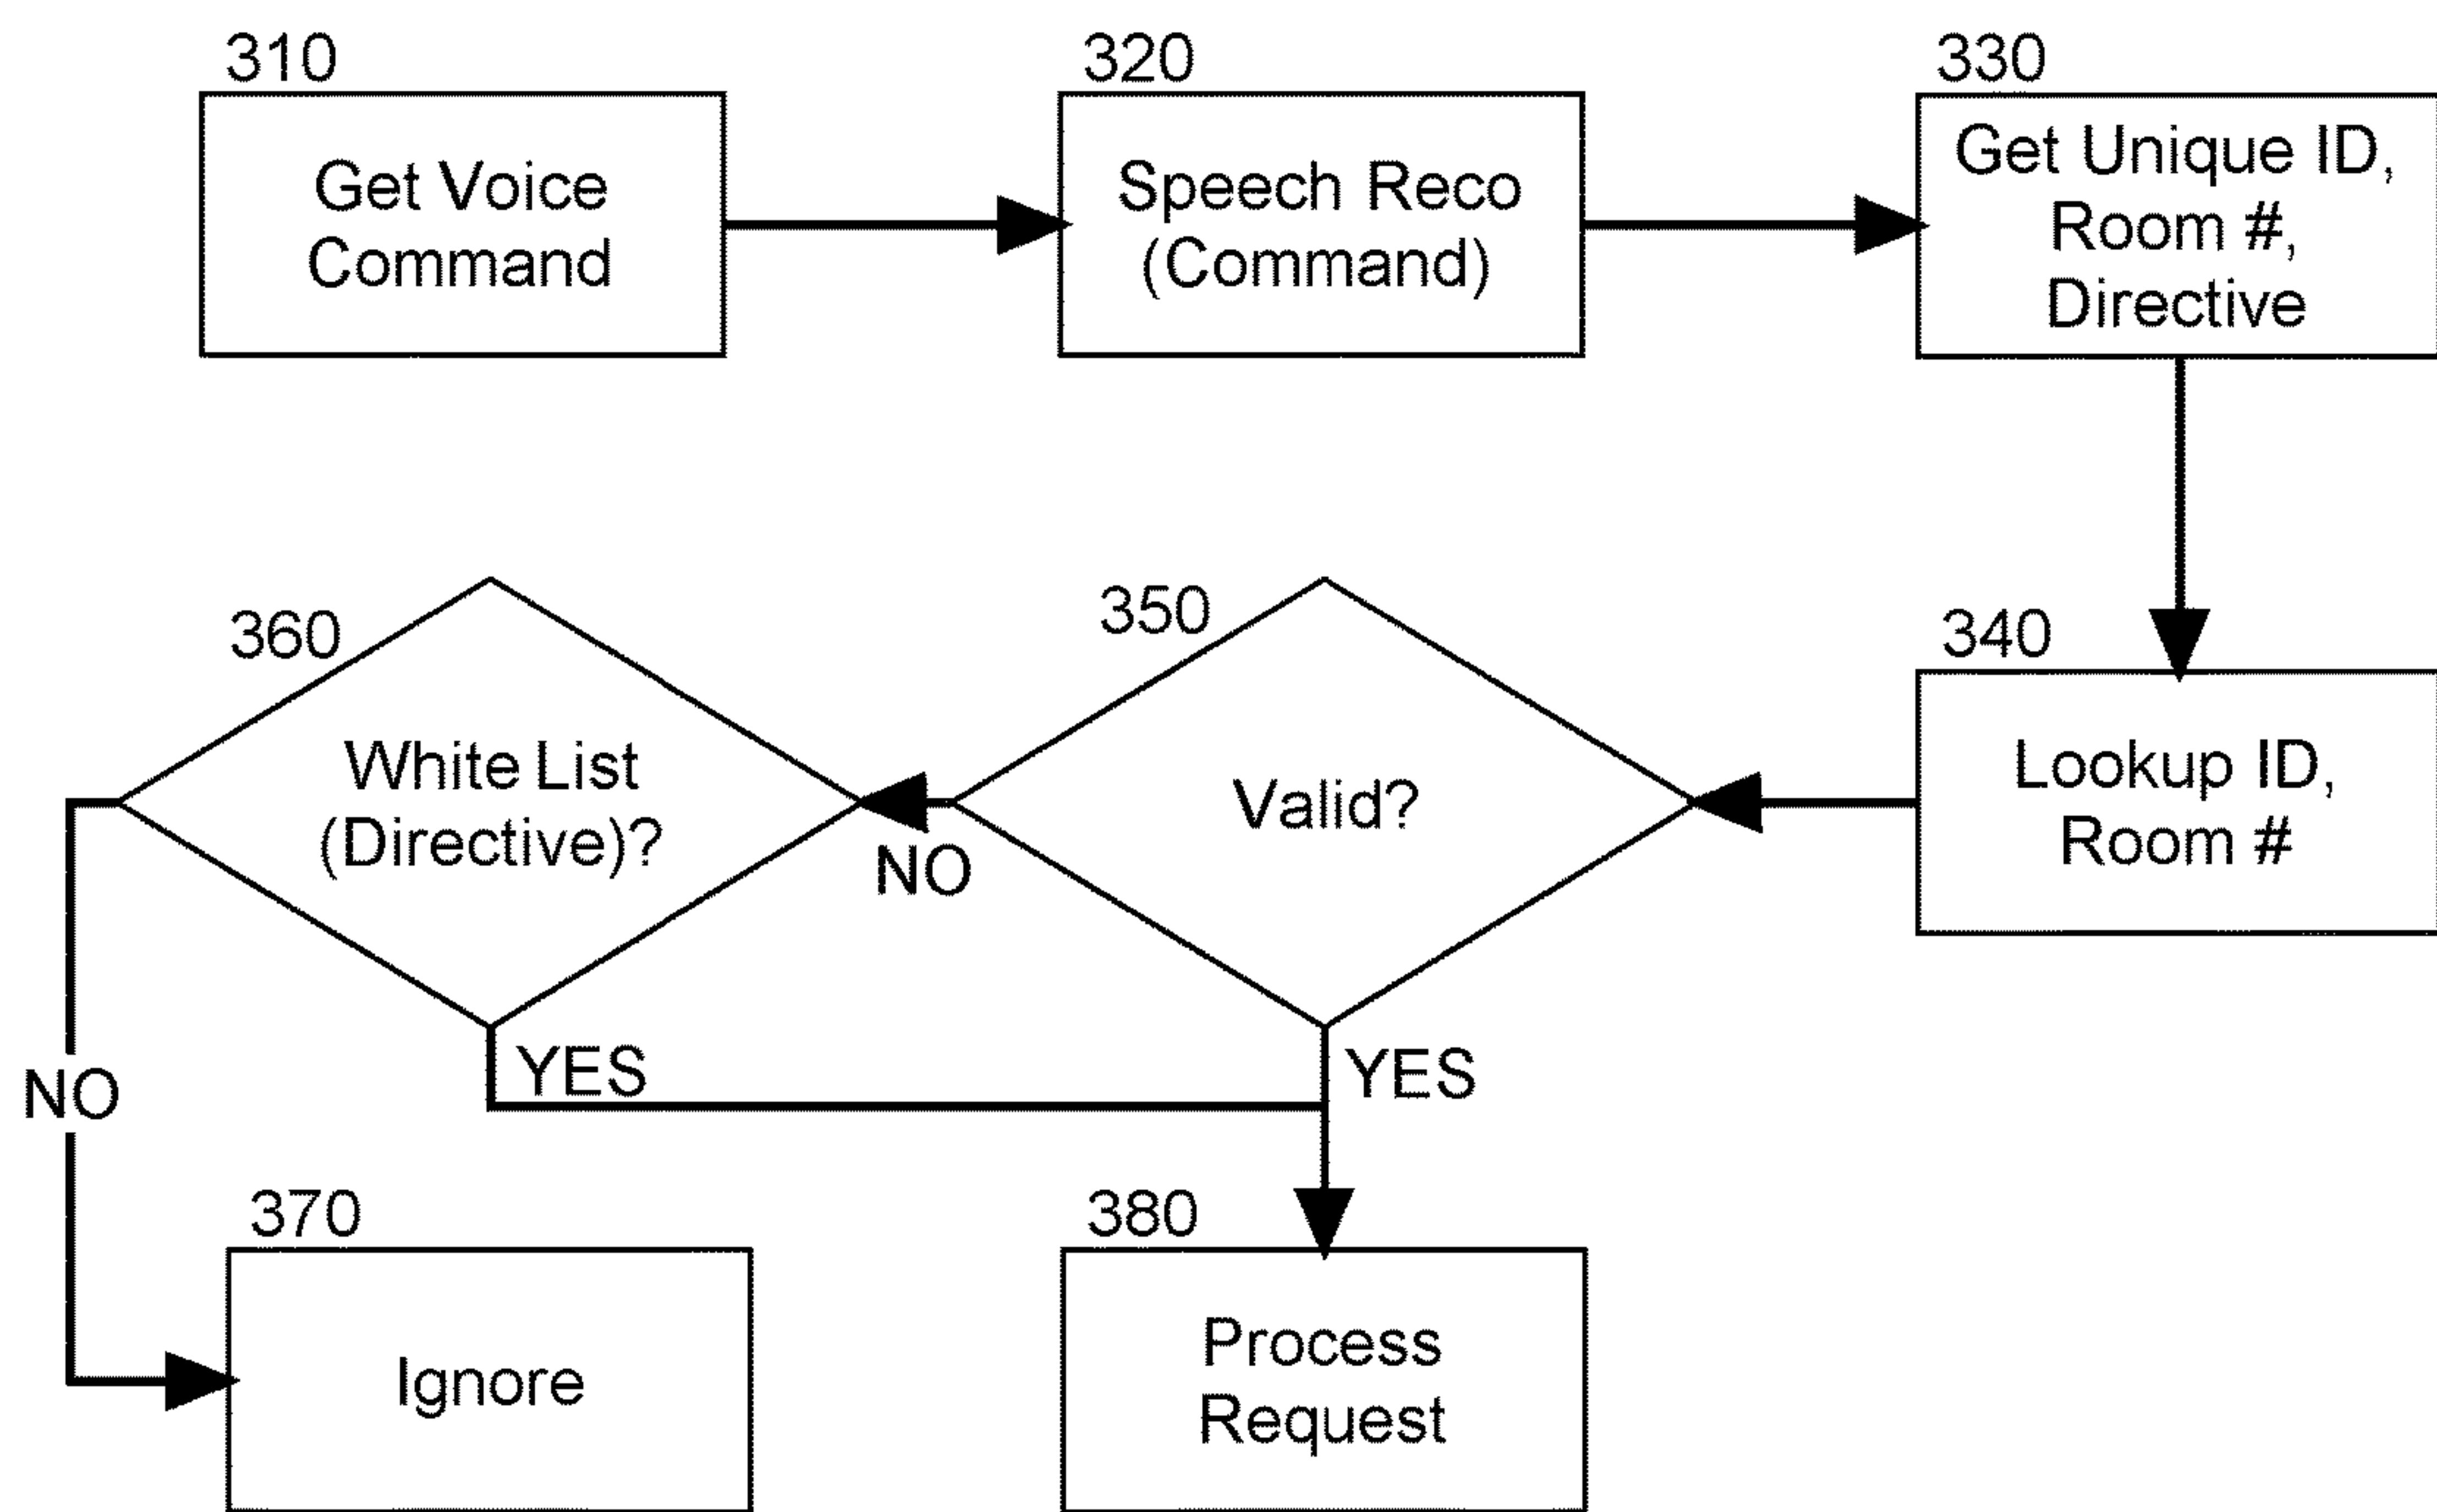 310
Get Voice
Command
320
Speech Reco
(Command)
330
Get Unique ID,
Room #,
Directive
340
Lookup ID,
Room #
350
Valid?
NO
YES
360
White List
(Directive)?
YES
NO
370
Ignore
380
Process
Request